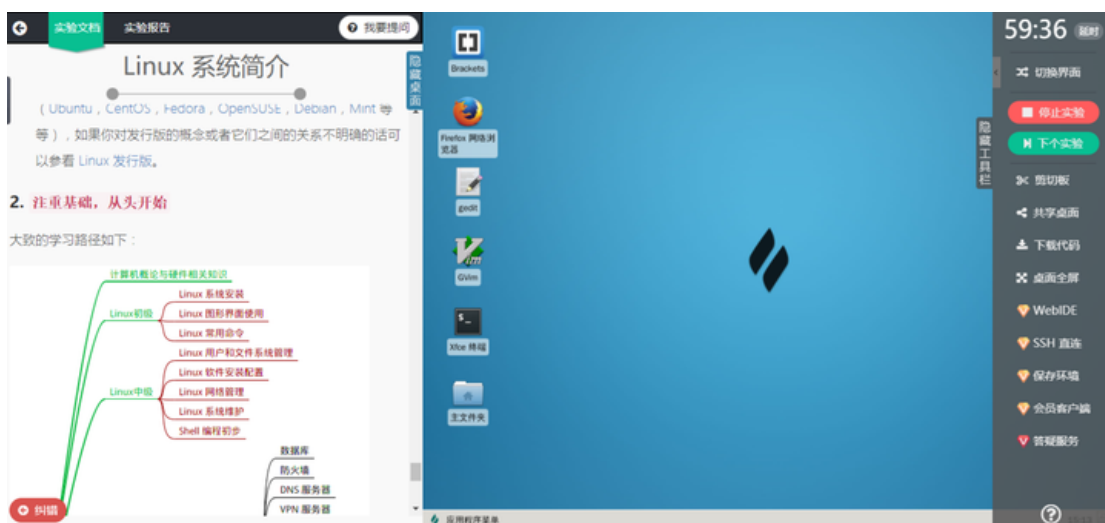 实验文档
实验报告
我要提问
Linux 系统简介
( Ubuntu , CentOS , Fedora , OpenSUSE , Debian , Mint 等
等 ) , 如果你对发行版的概念或者它们之间的关系不明确的话可
以参看 Linux 发行版。
2. 注重基础，从头开始
大致的学习路径如下 :
计算机概论与硬件相关知识
Linux初级
Linux 系统安装
Linux 图形界面使用
Linux 常用命令
Linux中级
Linux 用户和文件系统管理
Linux 软件安装配置
Linux 网络管理
Linux 系统维护
Shell 编程初步
数据库
防火墙
DNS 服务器
VPN 服务器
纠错
隐藏桌面
Brackets
Firefox 网络浏
览器
gedit
GVim
Xfce 终端
主文件夹
应用程序菜单
隐藏工具栏
59:36 延时
切换界面
停止实验
下个实验
剪切板
共享桌面
下载代码
桌面全屏
WebIDE
SSH 直连
保存环境
会员客户端
答疑服务